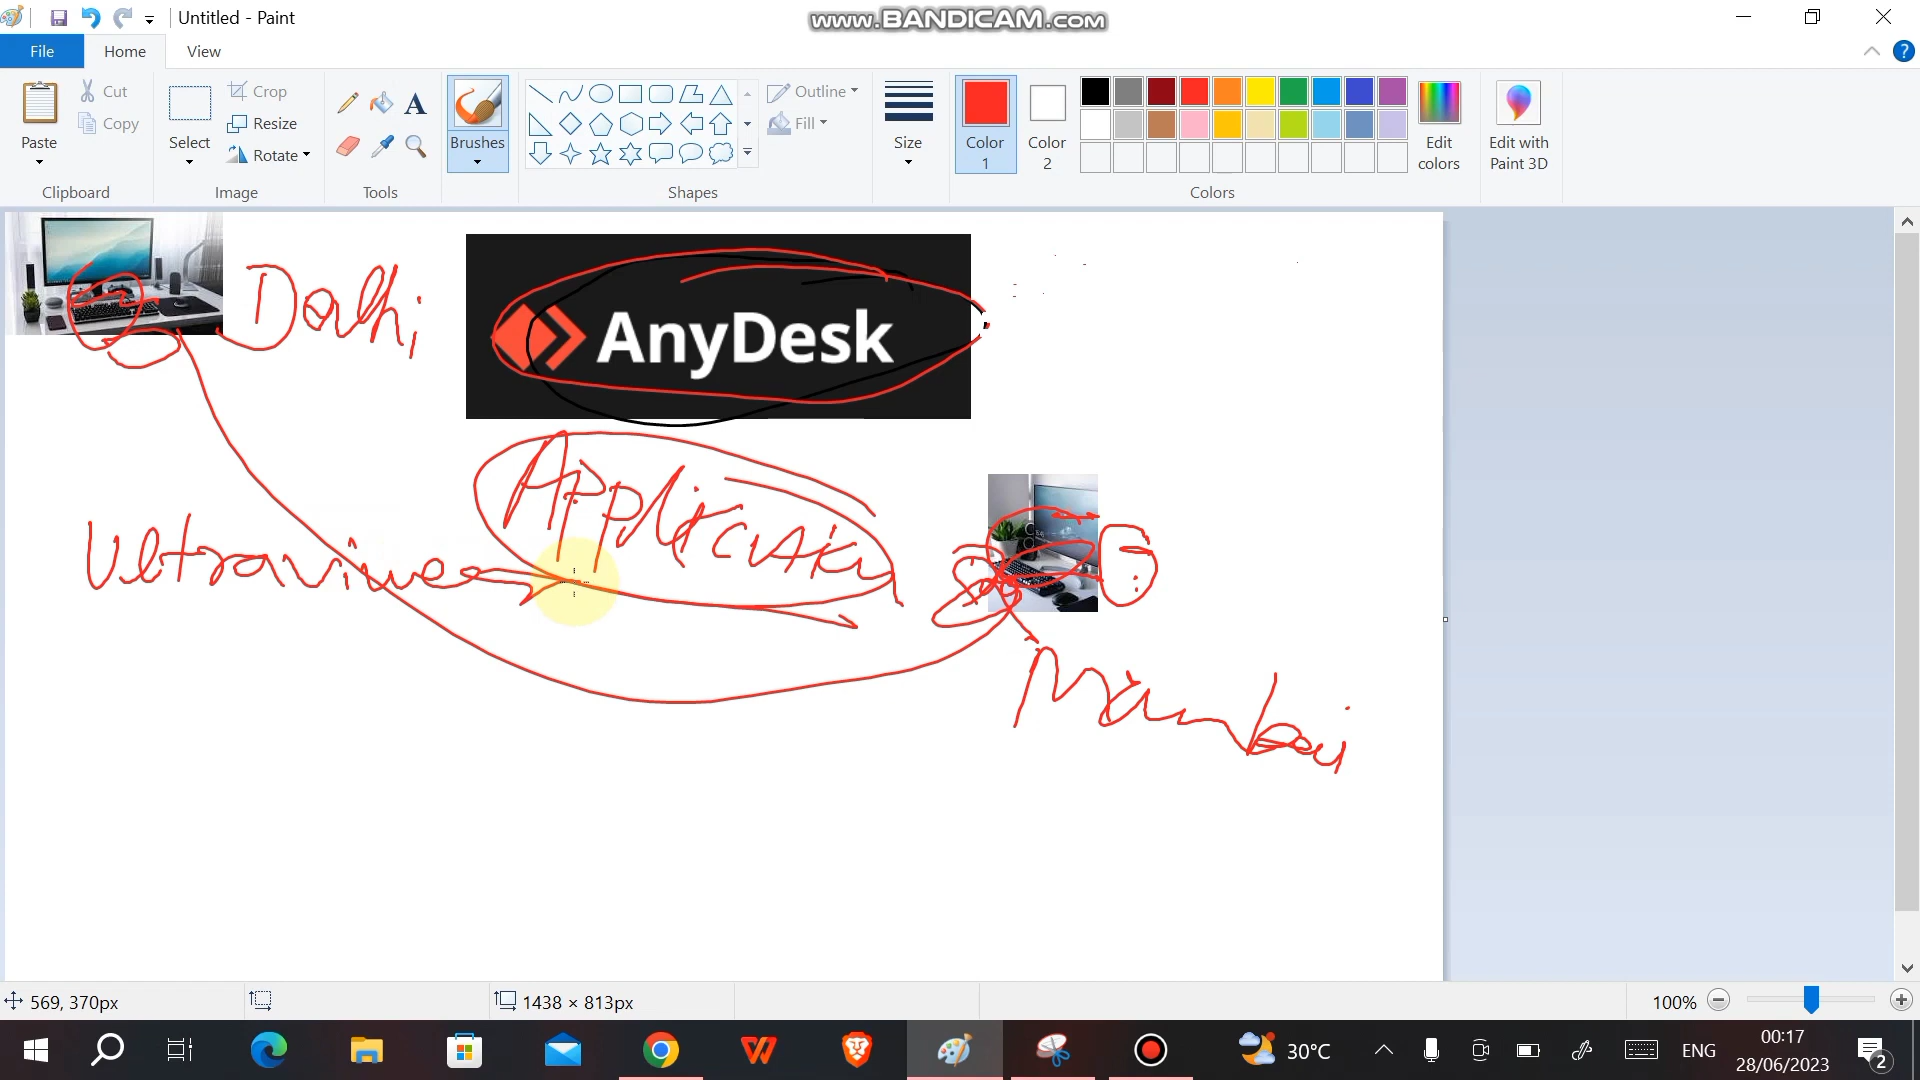 Untitled - Paint
www.BANDICAM.com
File
Home
View
Paste
Cut
Copy
Clipboard
Select
Crop
Resize
Rotate
Image
Tools
Brushes
Shapes
Outline
Fill
Size
Color 1
Color 2
Edit colors
Edit with Paint 3D
Colors
Delhi
AnyDesk
Application
Mumbai
569, 370px
1438 × 813px
100%
30°C
ENG
00:17
28/06/2023
2